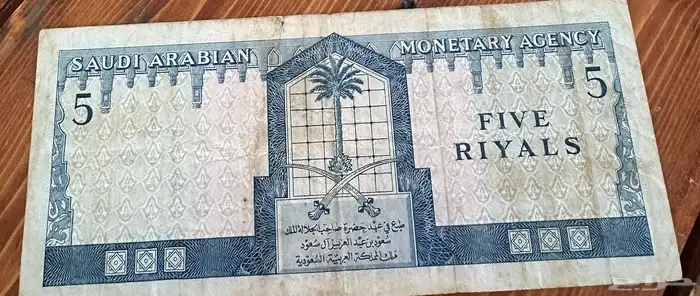 SAUDI ARABIAN MONETARY AGENCY
5
5
FIVE
RIYALS
طبع في عهد حضرة صاحب الجلالة الملك
سعود بن عبد العزيز آل سعود
ملك المملكة العربية السعودية
حراج